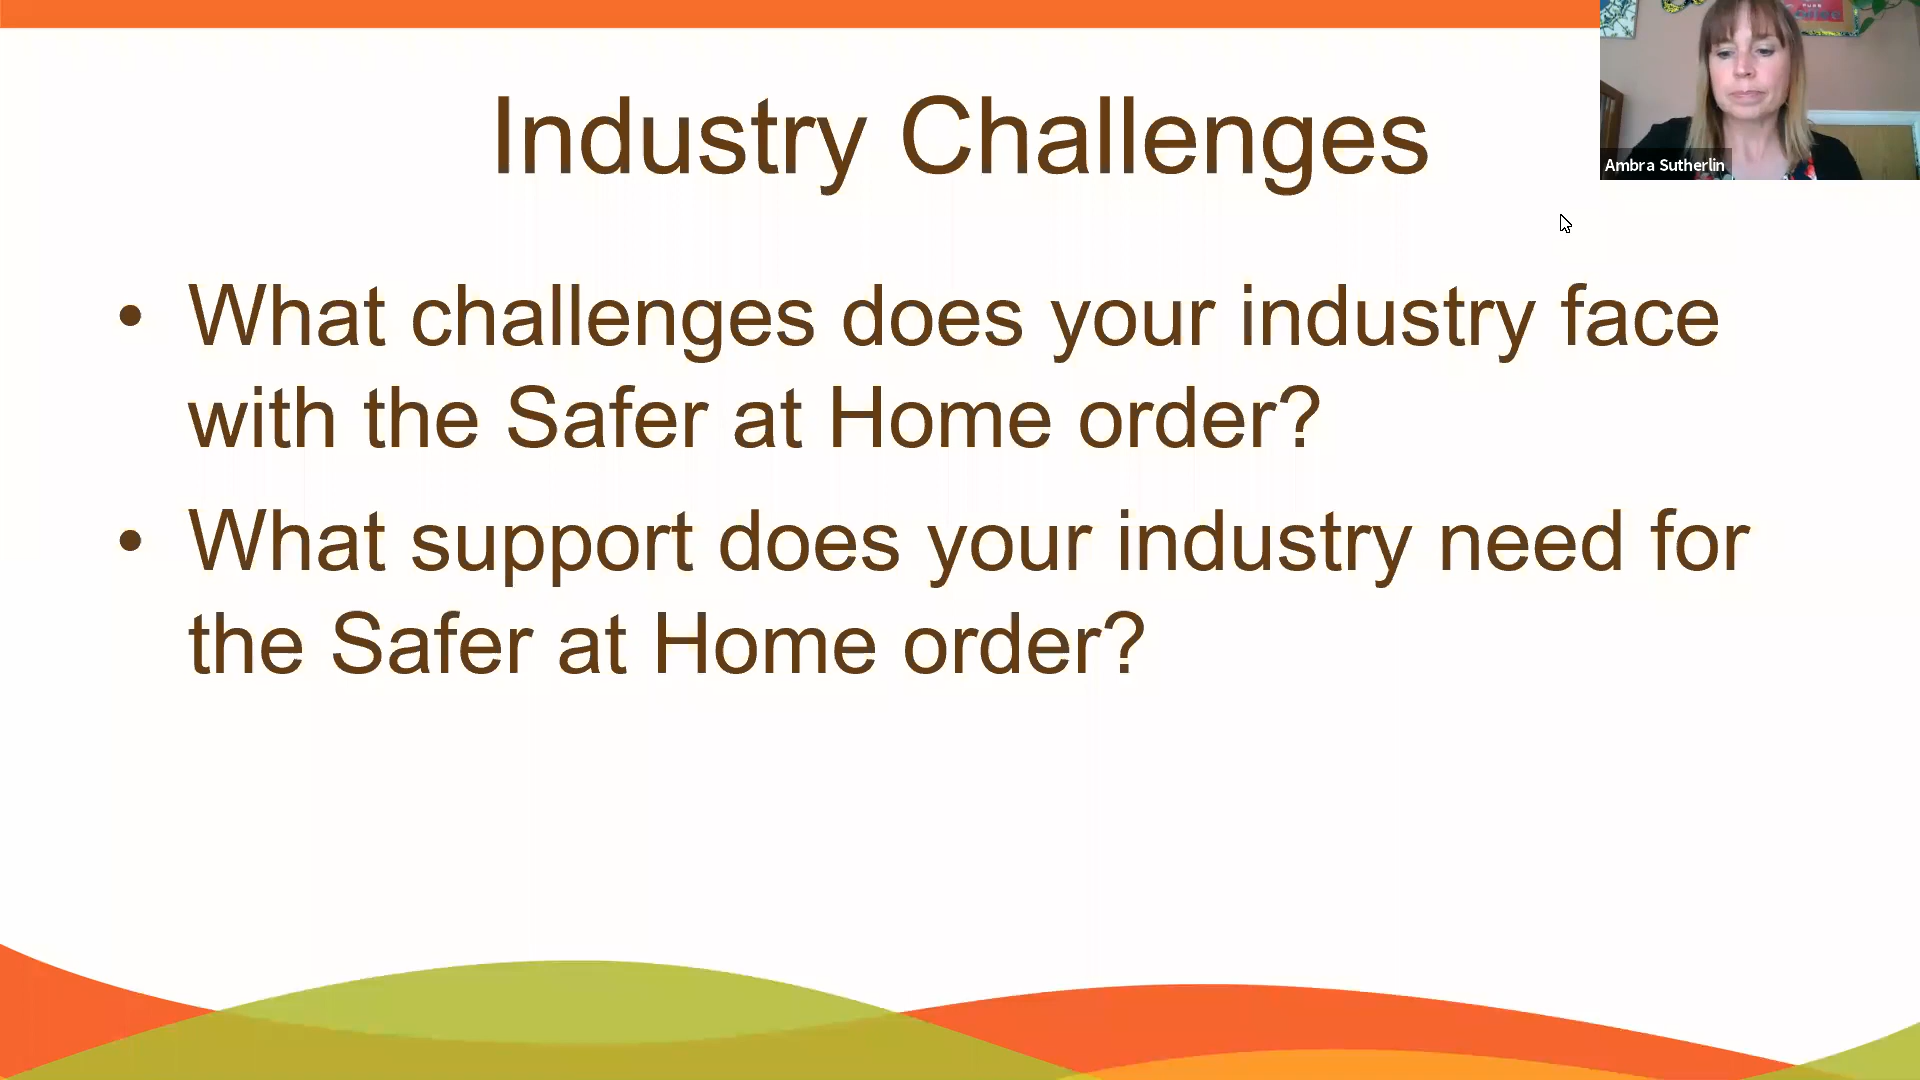 Industry Challenges
• What challenges does your industry face
with the Safer at Home order?
• What support does your industry need for
the Safer at Home order?
Ambra Sutherlin